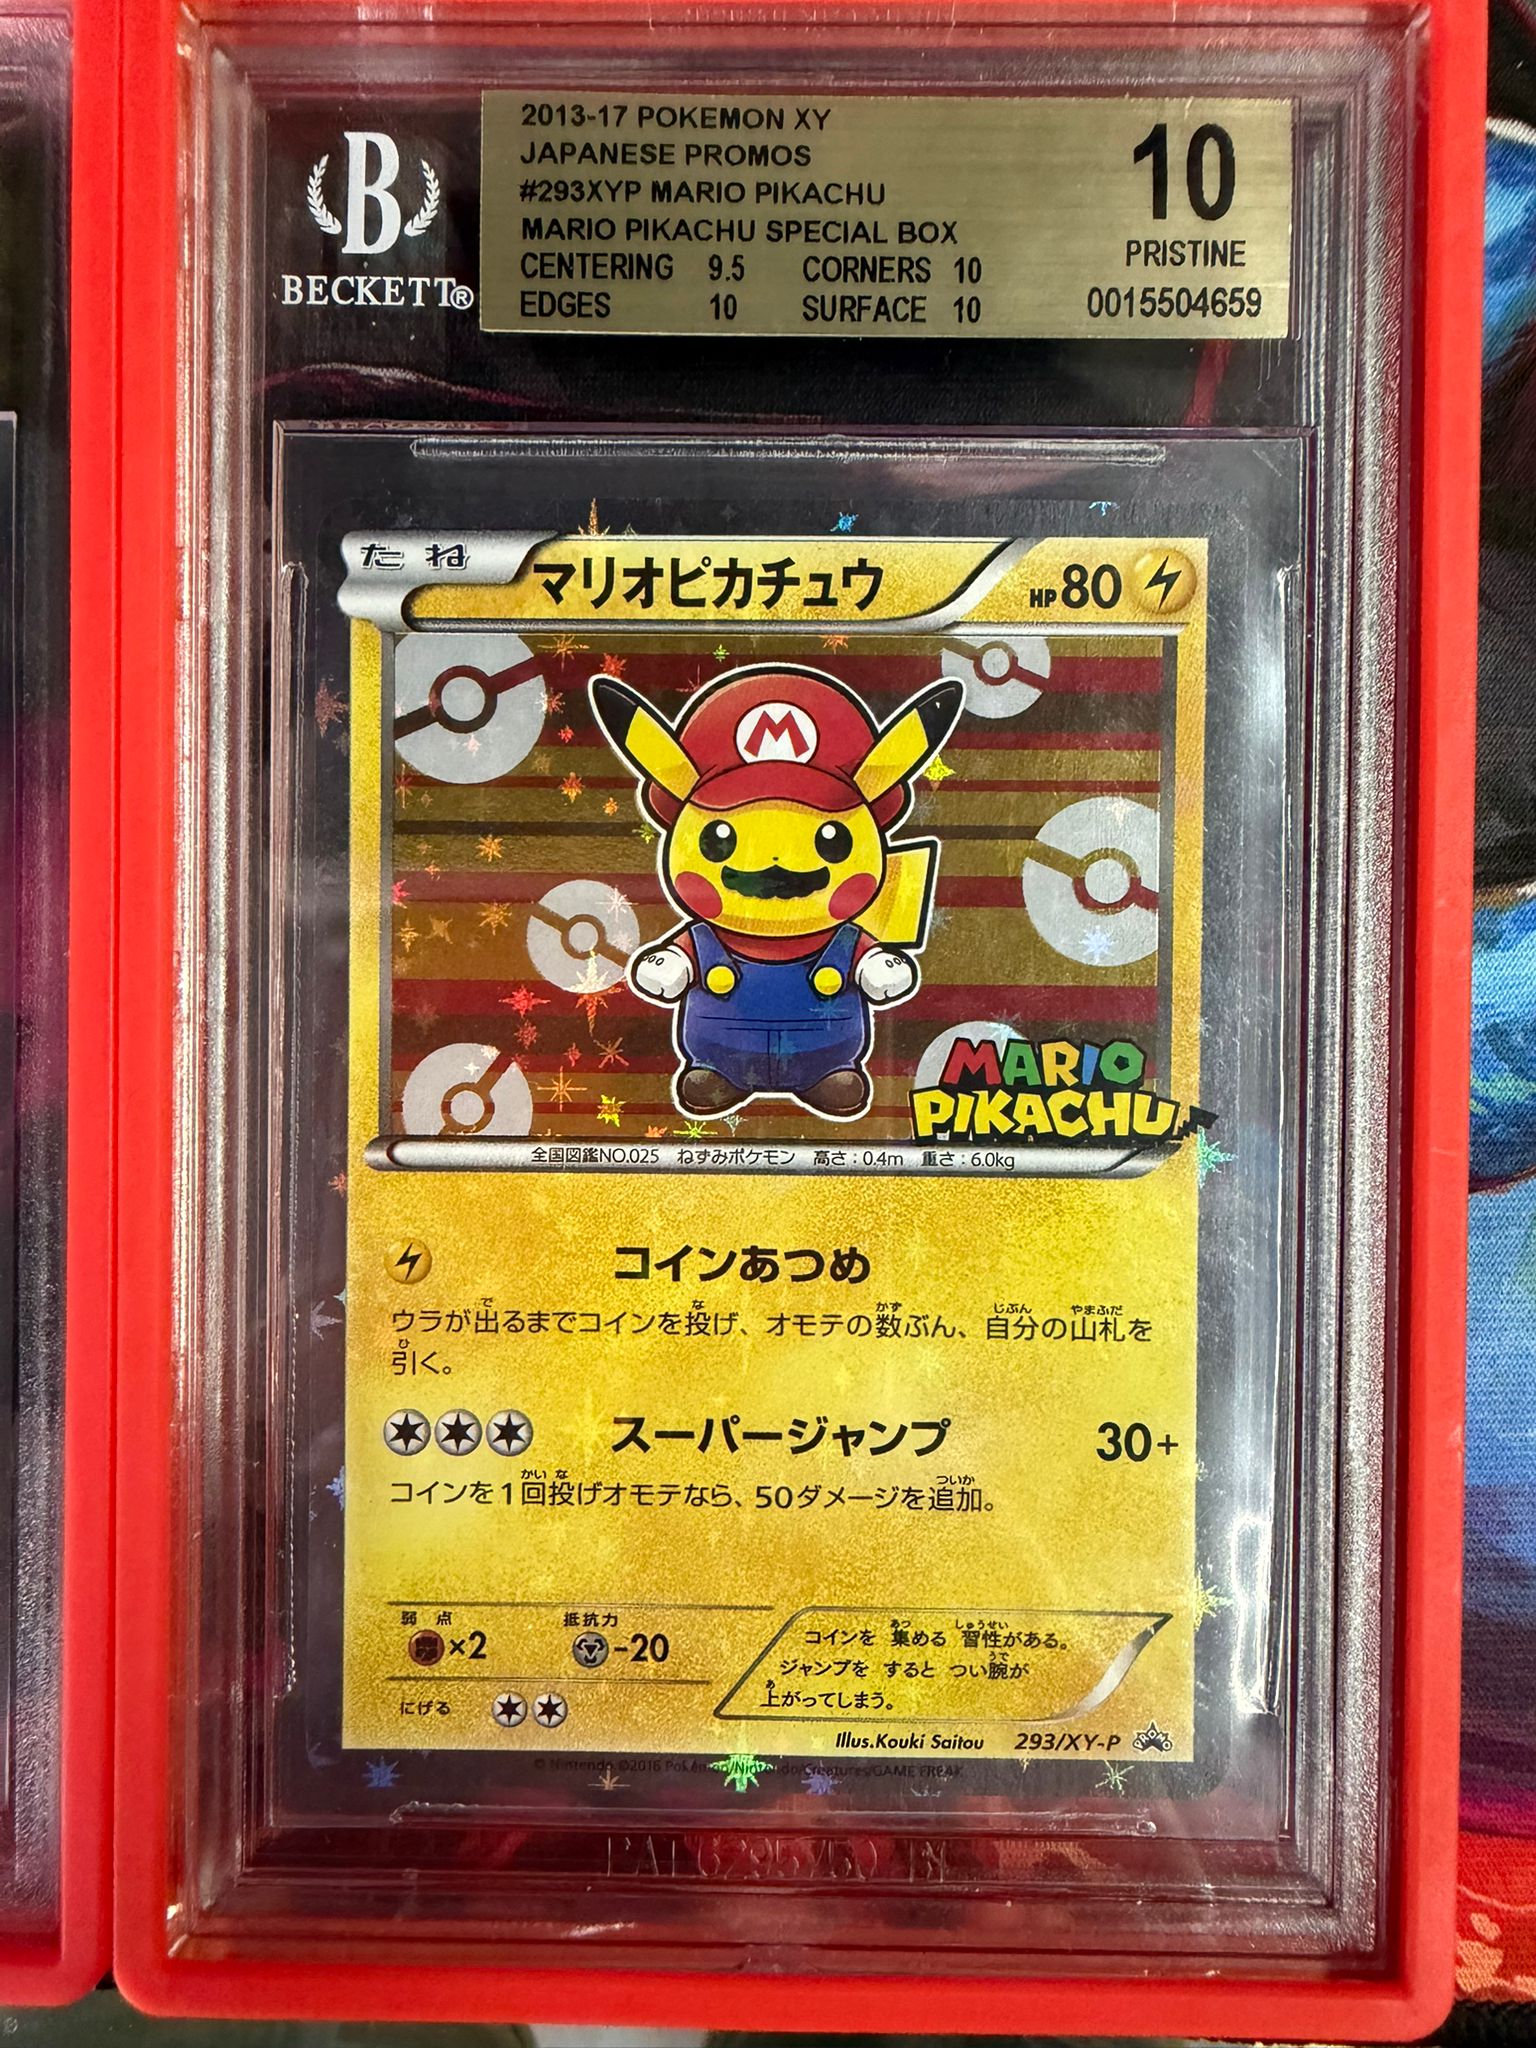 B
BECKETT®
2013-17 POKEMON XY
JAPANESE PROMOS
#293XYP MARIO PIKACHU
MARIO PIKACHU SPECIAL BOX
CENTERING 9.5 CORNERS 10
EDGES 10 SURFACE 10
10
PRISTINE
0015504659
たね
マリオピカチュウ
HP80
M
MARIO
PIKACHU
全国図鑑NO.025 ねずみポケモン 高さ:0.4m 重さ:6.0kg
コインあつめ
ウラが出るまでコインを投げ、オモテの数ぶん、自分の山札を
引く。
スーパージャンプ 30+
コインを1回投げオモテなら、50ダメージを追加。
弱点 抵抗力
×2 -20
にげる
コインを 集める 習性がある。
ジャンプを すると つい腕が
上がってしまう。
Illus.Kouki Saitou 293/XY-P PROMO
© Nintendo ©2016 Pokémon/Nintendo/Creatures/GAME FREAK